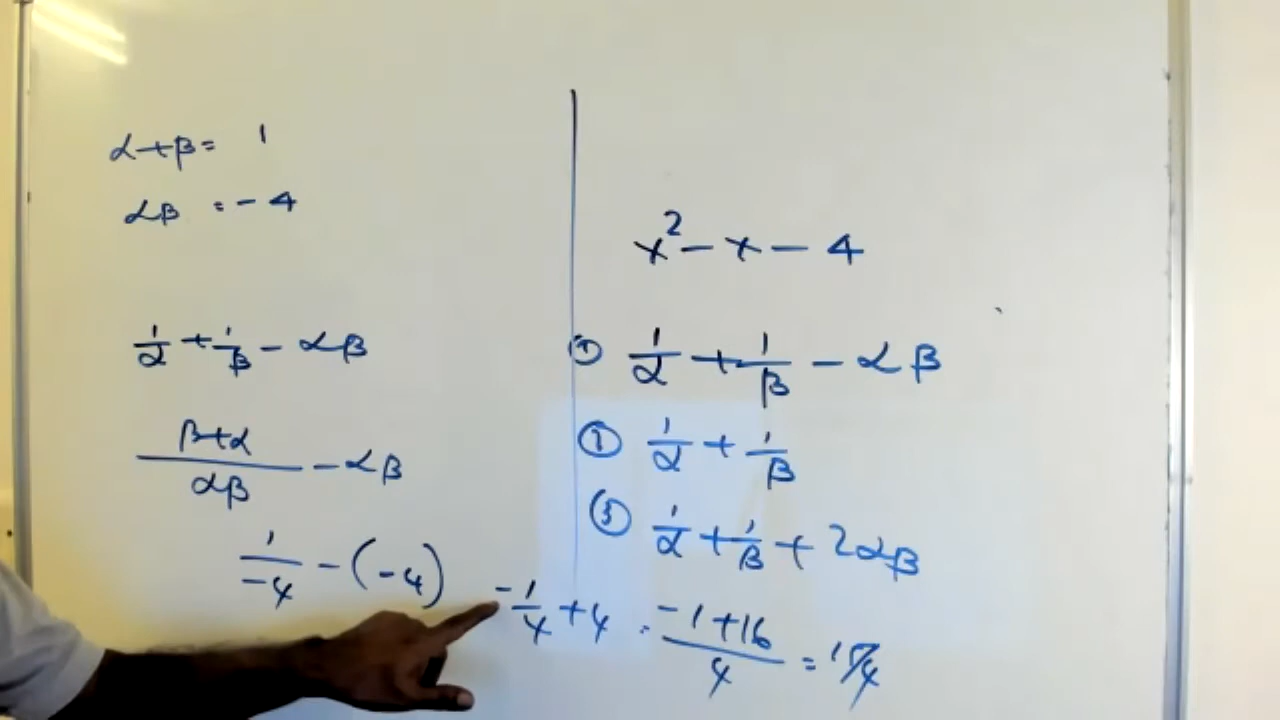 α+β= 1
αβ = -4
1/α + 1/β - αβ
β+α/αβ - αβ
1/-4 - (-4)
-1/4 + 4 = -1+16/4 = 15/4
x² - x - 4
① 1/α + 1/β - αβ
② 1/α + 1/β
③ 1/α + 1/β + 2αβ